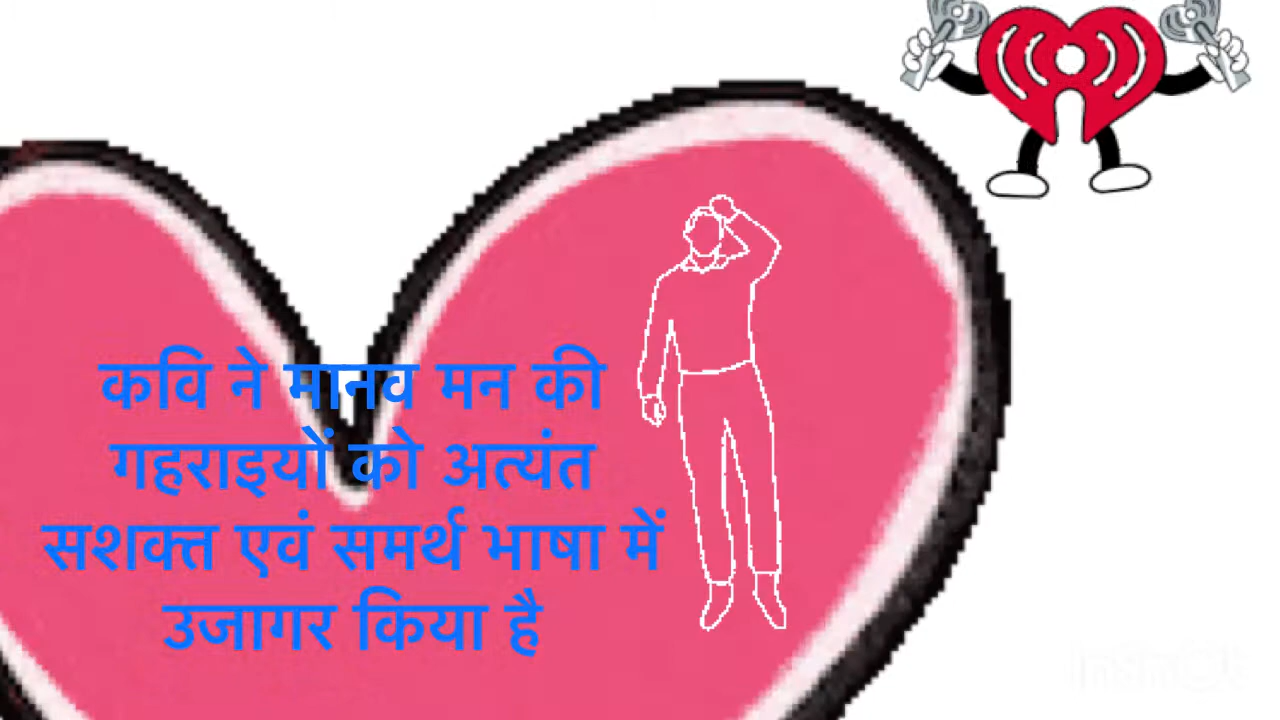 कवि ने मानव मन की
गहराइयों को अत्यंत
सशक्त एवं समर्थ भाषा में
उजागर किया है